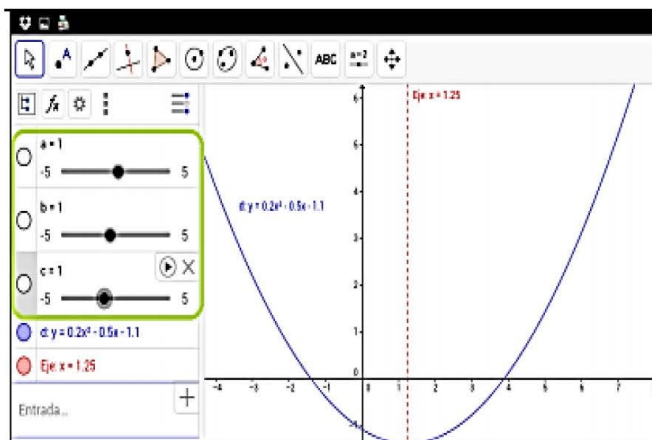 ABC
a=2
a = 1
-5 5
b = 1
-5 5
c = 1
-5 5
d: y = 0.2x² - 0.5x - 1.1
Eje: x = 1.25
Entrada...
Eje: x = 1.25
d: y = 0.2x² - 0.5x - 1.1
6
5
4
3
2
1
0
-1
-4 -3 -2 -1 0 1 2 3 4 5 6 7